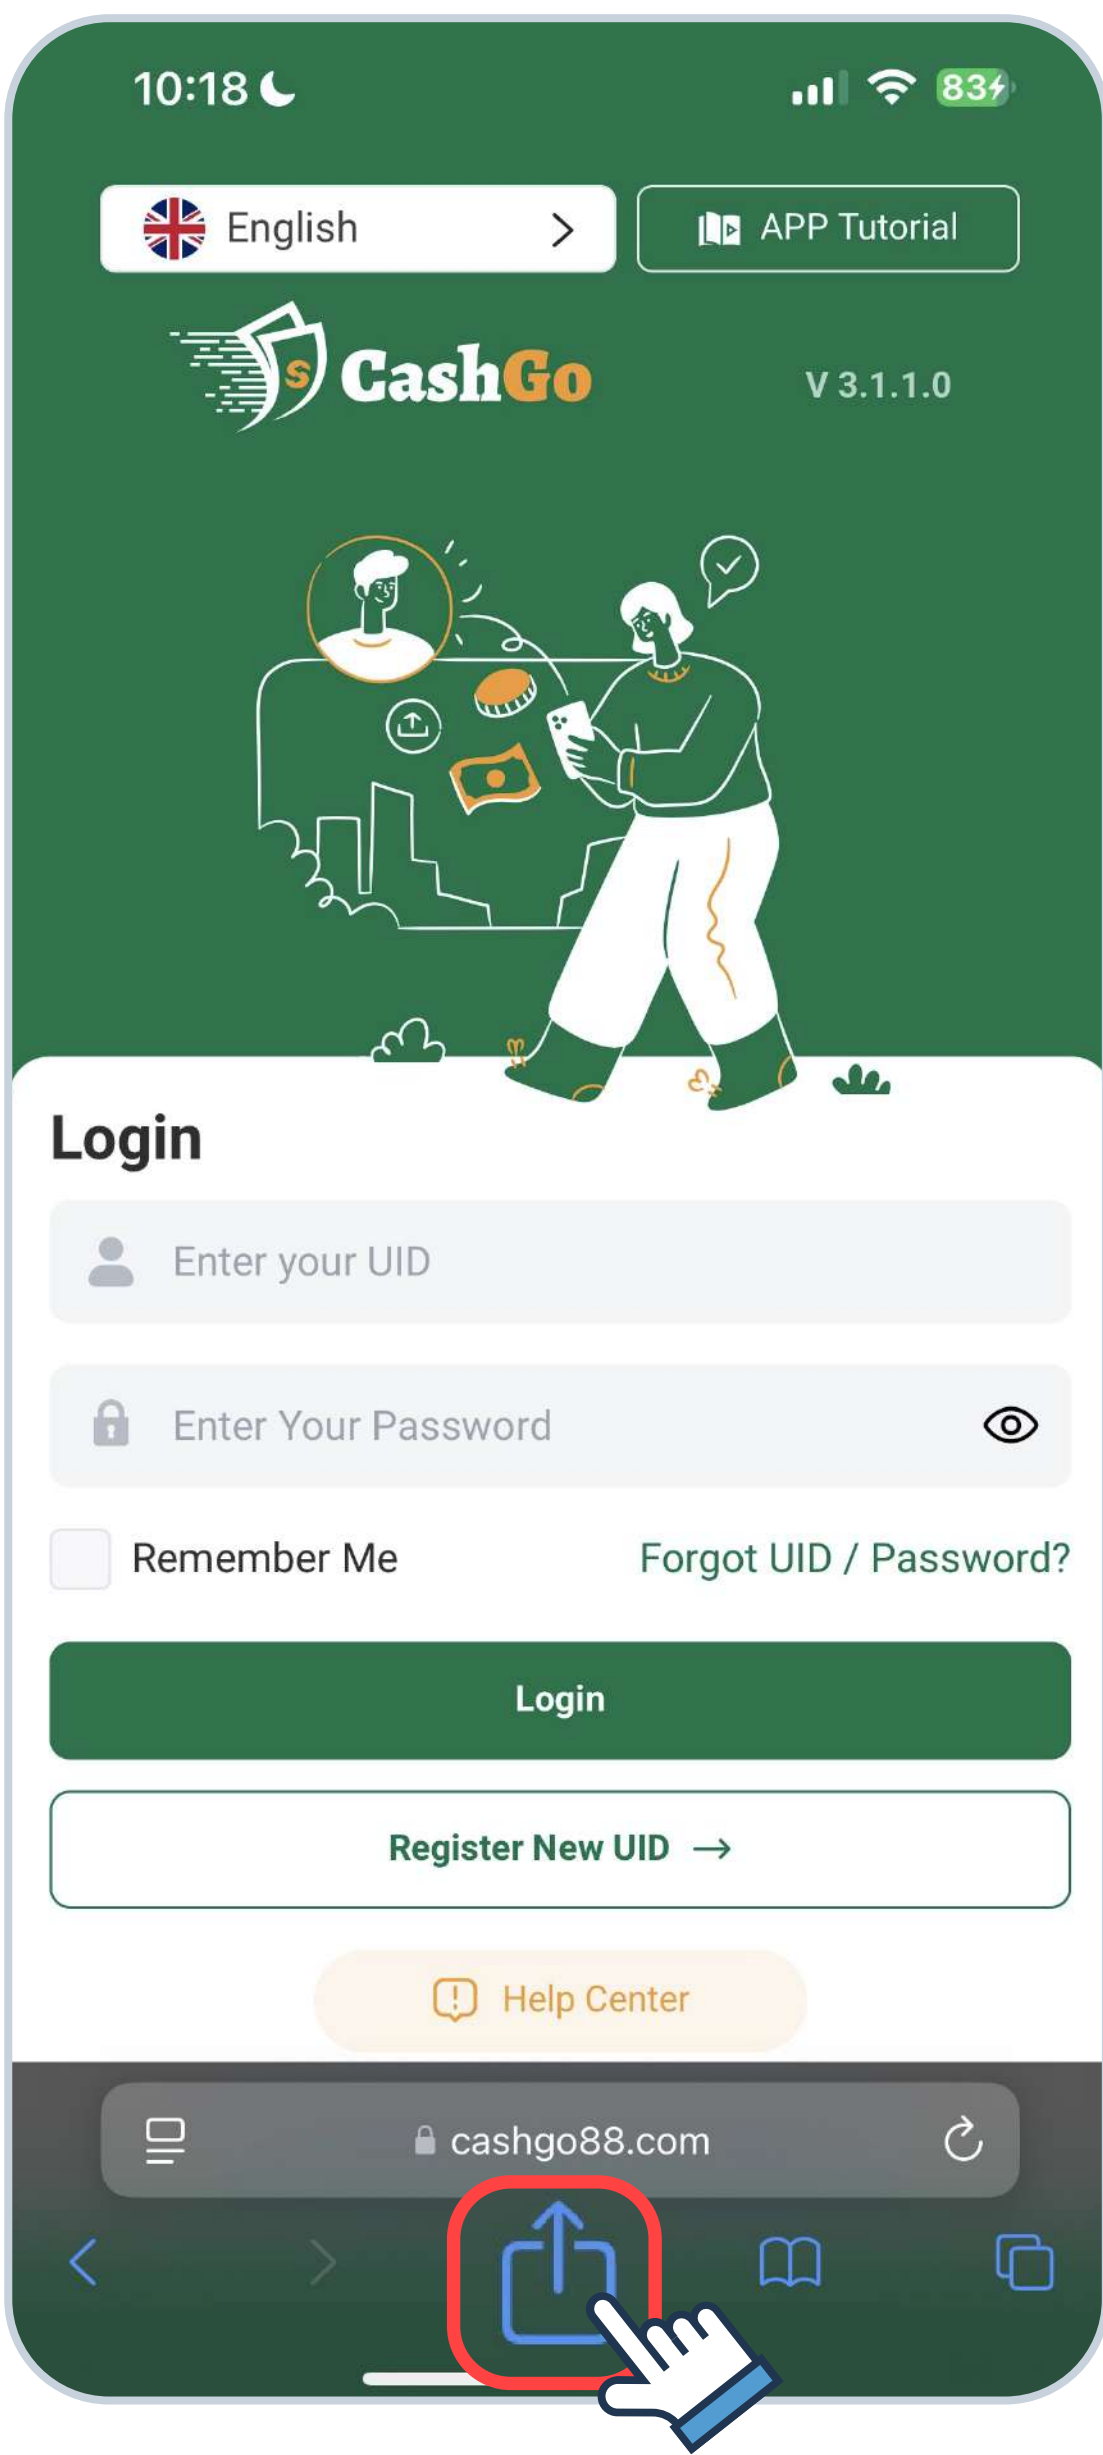 10:18
83
English
APP Tutorial
S CashGo
V 3.1.1.0
Login
Enter your UID
Enter Your Password
Remember Me
Forgot UID / Password?
Login
Register New UID →
Help Center
cashgo88.com